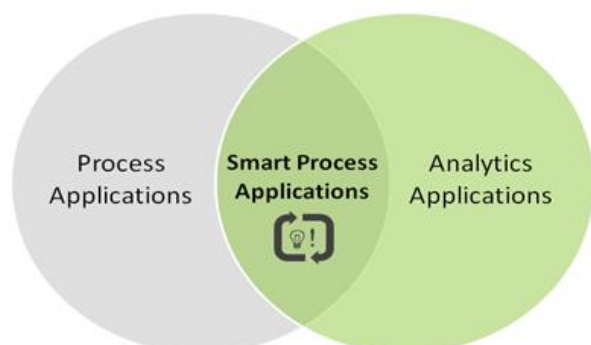 Process
Applications
Smart Process
Applications
!
Analytics
Applications